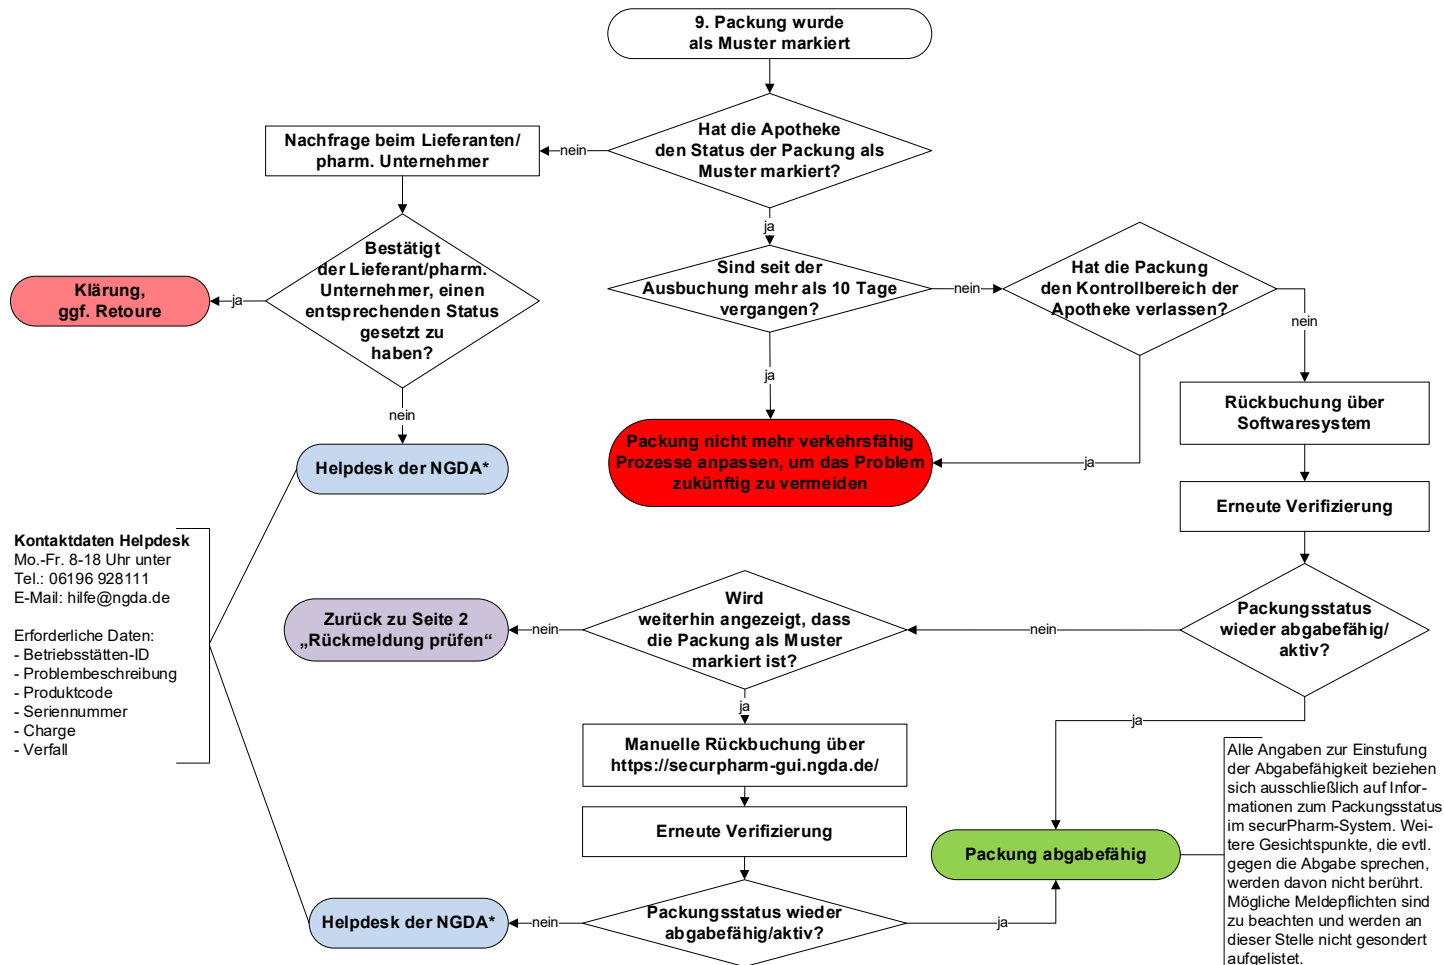 9. Packung wurde
als Muster markiert
Hat die Apotheke
den Status der Packung als
Muster markiert?
nein
Nachfrage beim Lieferanten/
pharm. Unternehmer
ja
Bestätigt
der Lieferant/pharm.
Unternehmer, einen
entsprechenden Status
gesetzt zu
haben?
ja
Klärung,
ggf. Retoure
Sind seit der
Ausbuchung mehr als 10 Tage
vergangen?
nein
Hat die Packung
den Kontrollbereich der
Apotheke verlassen?
nein
ja
nein
Rückbuchung über
Softwaresystem
Packung nicht mehr verkehrsfähig
Prozesse anpassen, um das Problem
zukünftig zu vermeiden
ja
Helpdesk der NGDA*
Erneute Verifizierung
Kontaktdaten Helpdesk
Mo.-Fr. 8-18 Uhr unter
Tel.: 06196 928111
E-Mail: hilfe@ngda.de
Erforderliche Daten:
- Betriebsstätten-ID
- Problembeschreibung
- Produktcode
- Seriennummer
- Charge
- Verfall
Zurück zu Seite 2
„Rückmeldung prüfen“
nein
Wird
weiterhin angezeigt, dass
die Packung als Muster
markiert ist?
nein
Packungsstatus
wieder abgabefähig/
aktiv?
ja
ja
Manuelle Rückbuchung über
https://securpharm-gui.ngda.de/
Erneute Verifizierung
Packung abgabefähig
Alle Angaben zur Einstufung
der Abgabefähigkeit beziehen
sich ausschließlich auf Infor-
mationen zum Packungsstatus
im securPharm-System. Wei-
tere Gesichtspunkte, die evtl.
gegen die Abgabe sprechen,
werden davon nicht berührt.
Mögliche Meldepflichten sind
zu beachten und werden an
dieser Stelle nicht gesondert
aufgelistet.
Helpdesk der NGDA*
nein
Packungsstatus wieder
abgabefähig/aktiv?
ja